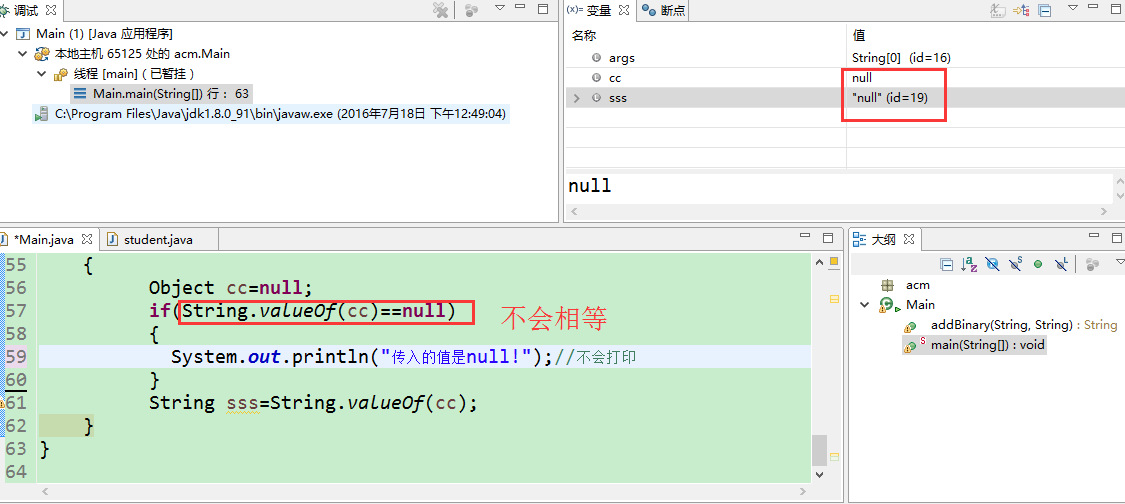 调试
(x)= 变量
断点
Main (1) [Java 应用程序]
本地主机 65125 处的 acm.Main
线程 [main]（已暂挂）
Main.main(String[]) 行： 63
C:\Program Files\Java\jdk1.8.0_91\bin\javaw.exe (2016年7月18日 下午12:49:04)
名称 值
args String[0] (id=16)
cc null
sss "null" (id=19)
null
*Main.java
student.java
55 {
56 Object cc=null;
57 if(String.valueOf(cc)==null) 不会相等
58 {
59 System.out.println("传入的值是null!");//不会打印
60 }
61 String sss=String.valueOf(cc);
62 }
63 }
64
大纲
acm
Main
addBinary(String, String) : String
main(String[]) : void